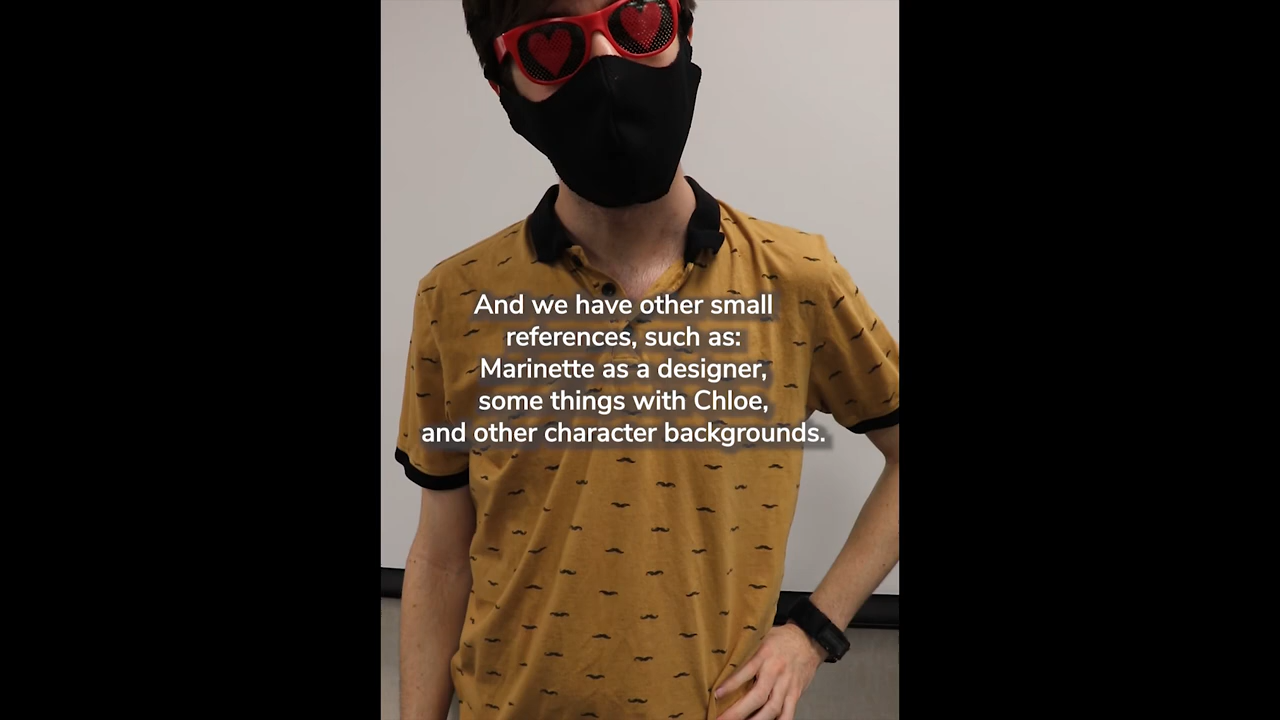 And we have other small
references, such as:
Marinette as a designer,
some things with Chloe,
and other character backgrounds.